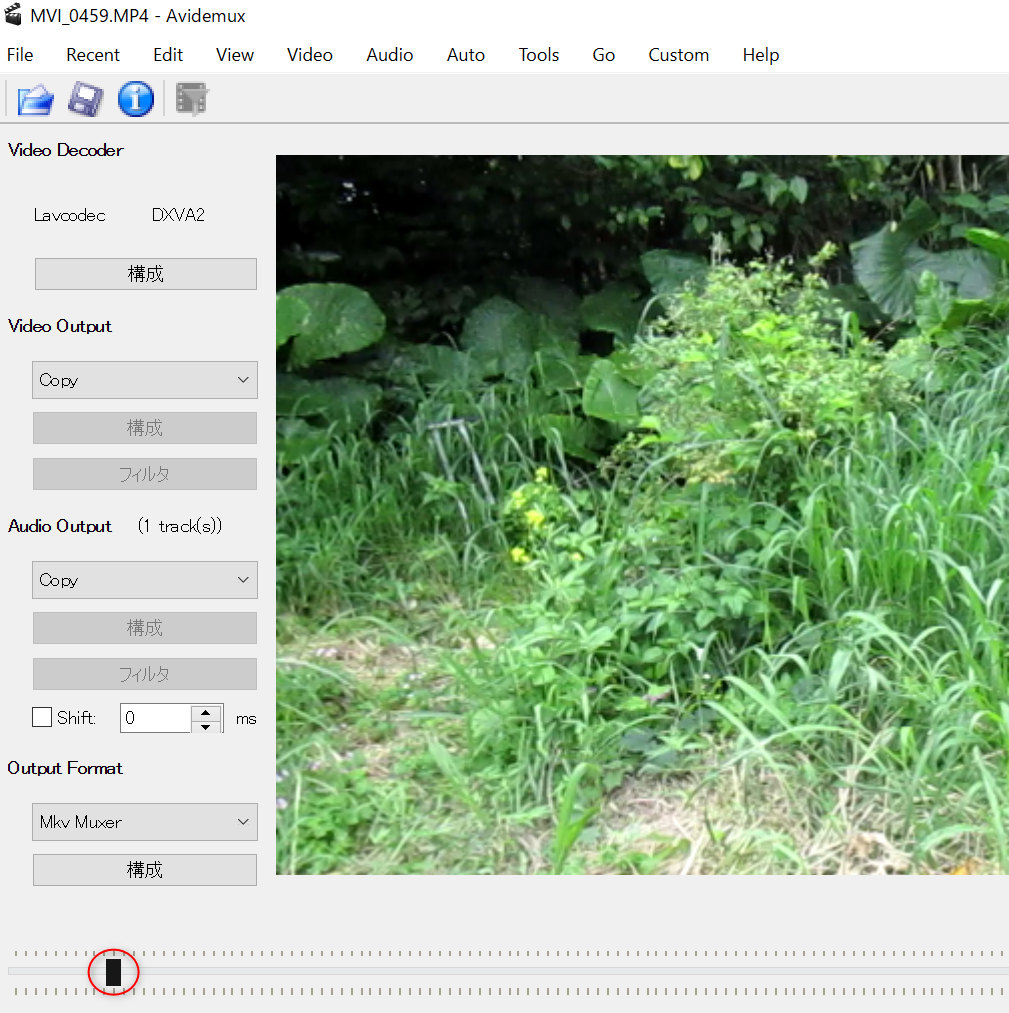 MVI_0459.MP4 - Avidemux
File Recent Edit View Video Audio Auto Tools Go Custom Help
Video Decoder
Lavcodec DXVA2
構成
Video Output
Copy
構成
フィルタ
Audio Output (1 track(s))
Copy
構成
フィルタ
Shift: 0 ms
Output Format
Mkv Muxer
構成